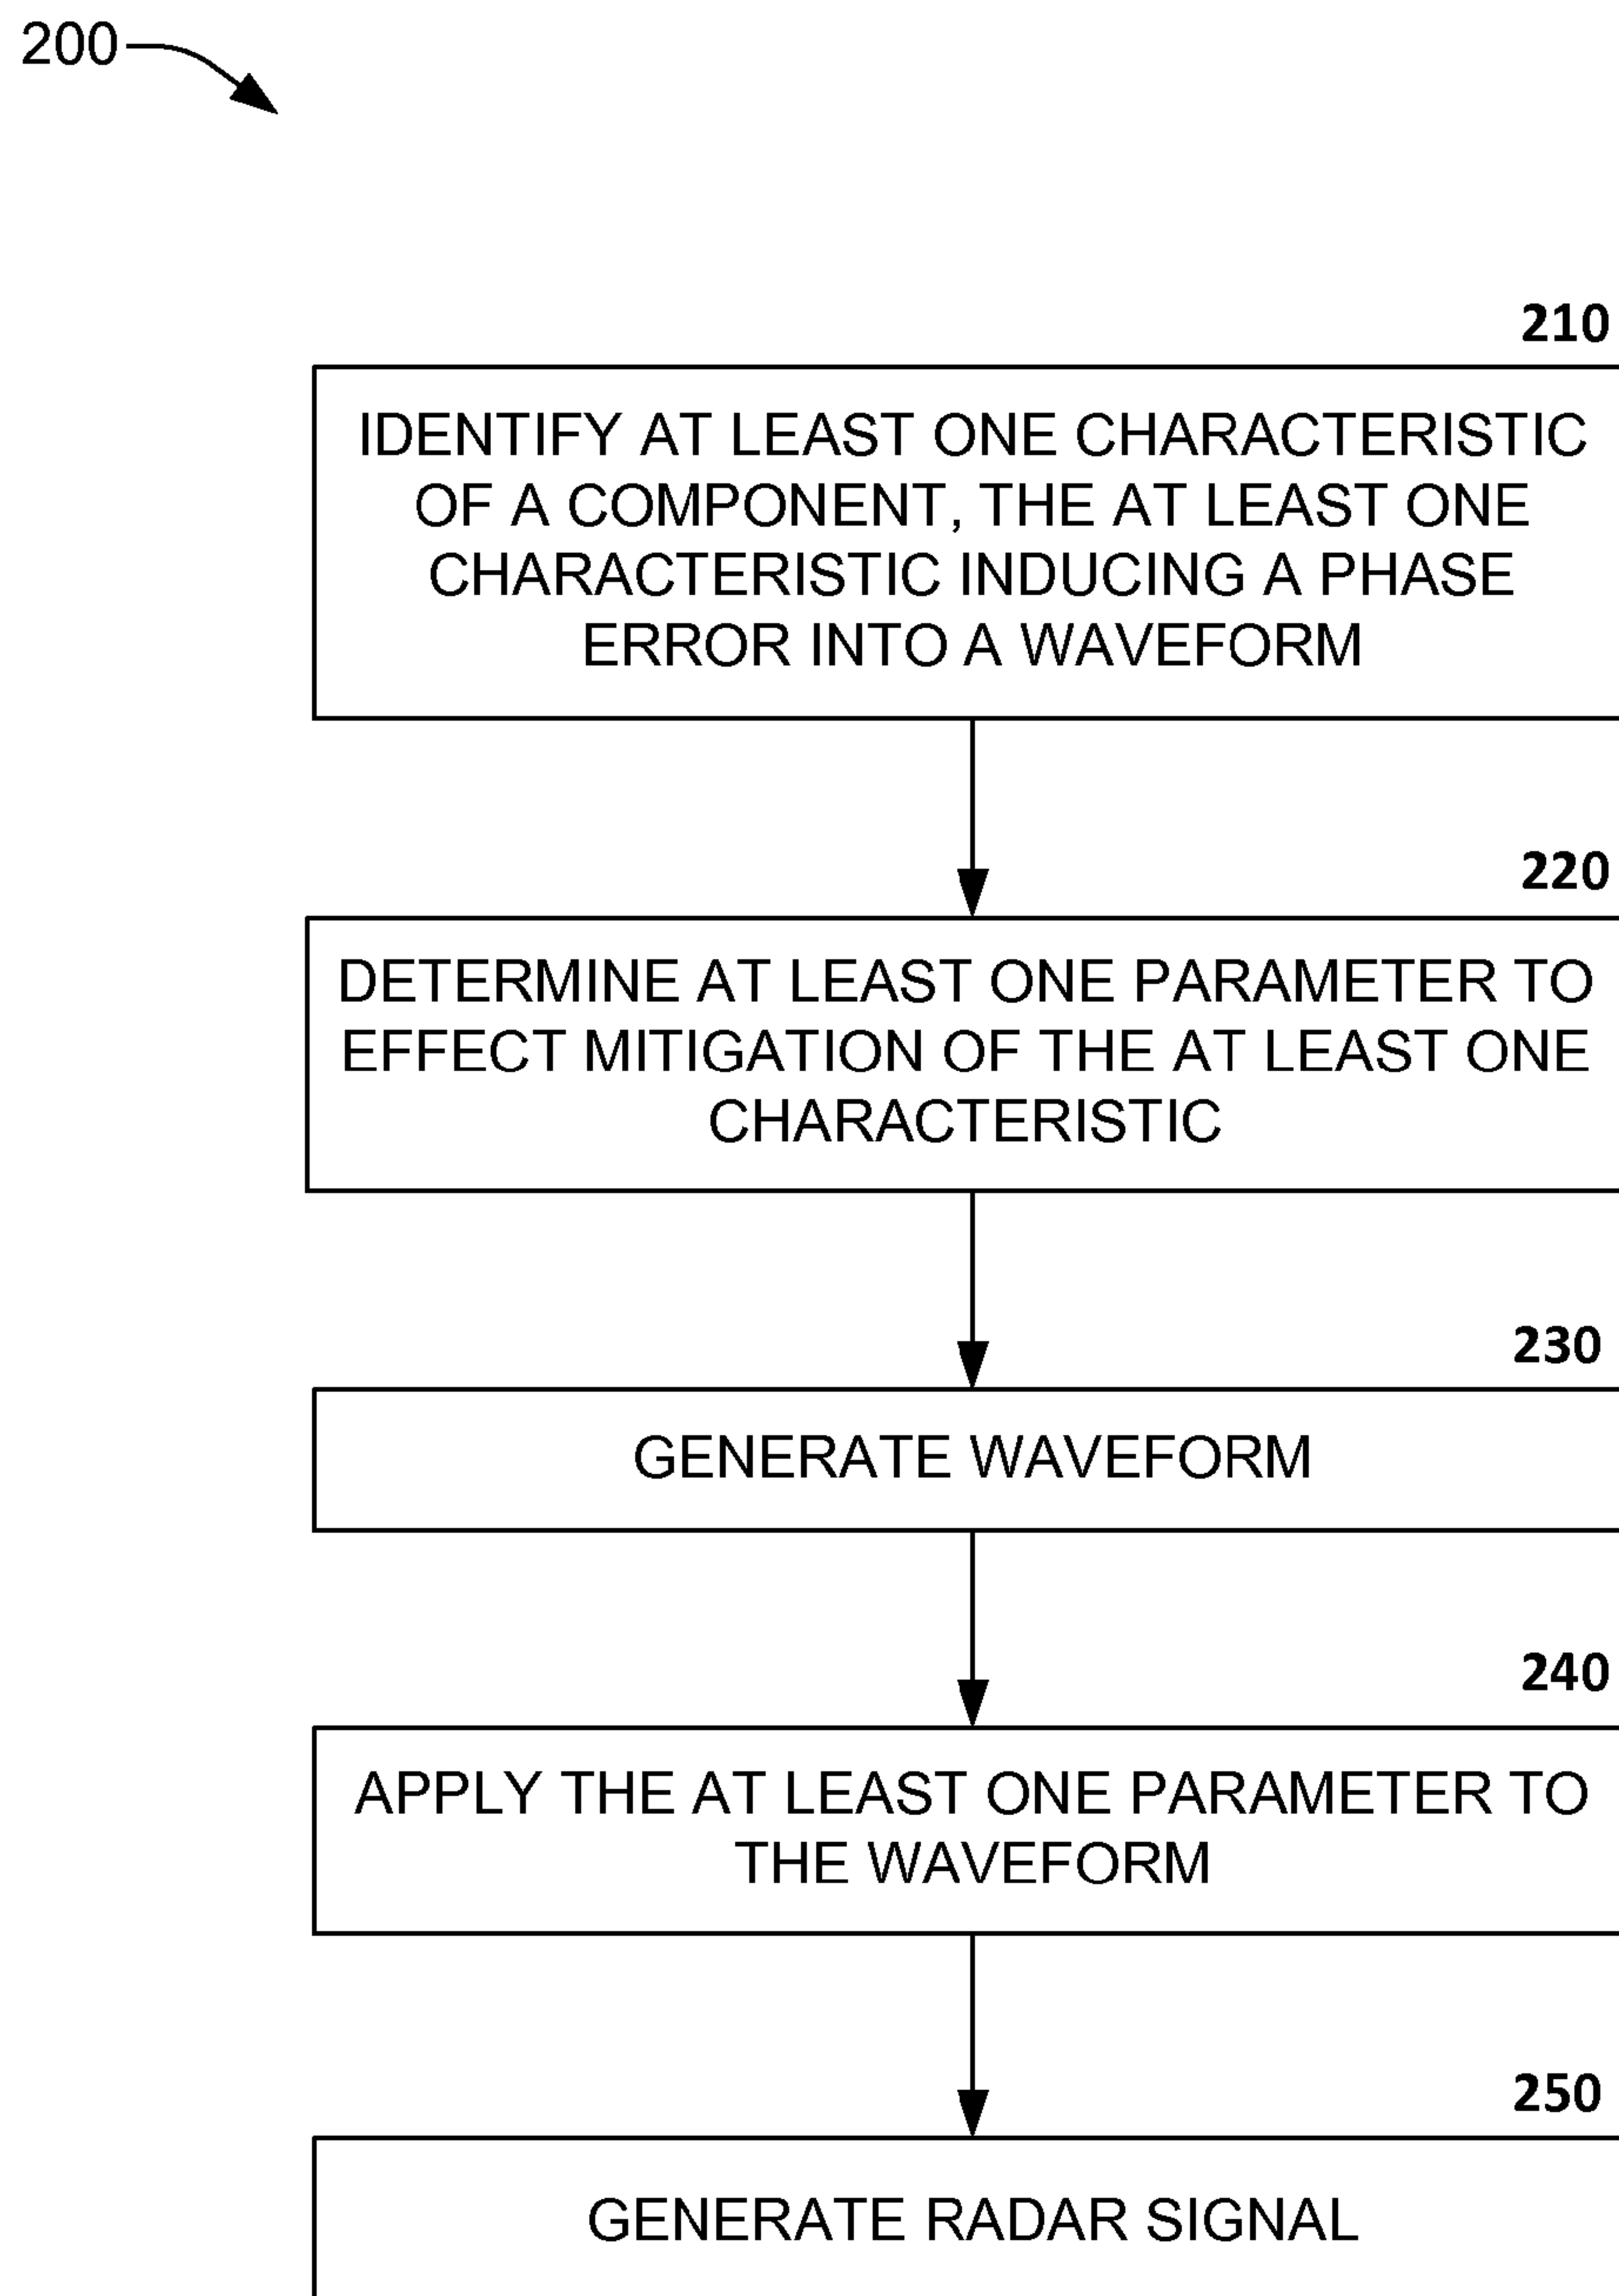 200
210
IDENTIFY AT LEAST ONE CHARACTERISTIC
OF A COMPONENT, THE AT LEAST ONE
CHARACTERISTIC INDUCING A PHASE
ERROR INTO A WAVEFORM
220
DETERMINE AT LEAST ONE PARAMETER TO
EFFECT MITIGATION OF THE AT LEAST ONE
CHARACTERISTIC
230
GENERATE WAVEFORM
240
APPLY THE AT LEAST ONE PARAMETER TO
THE WAVEFORM
250
GENERATE RADAR SIGNAL